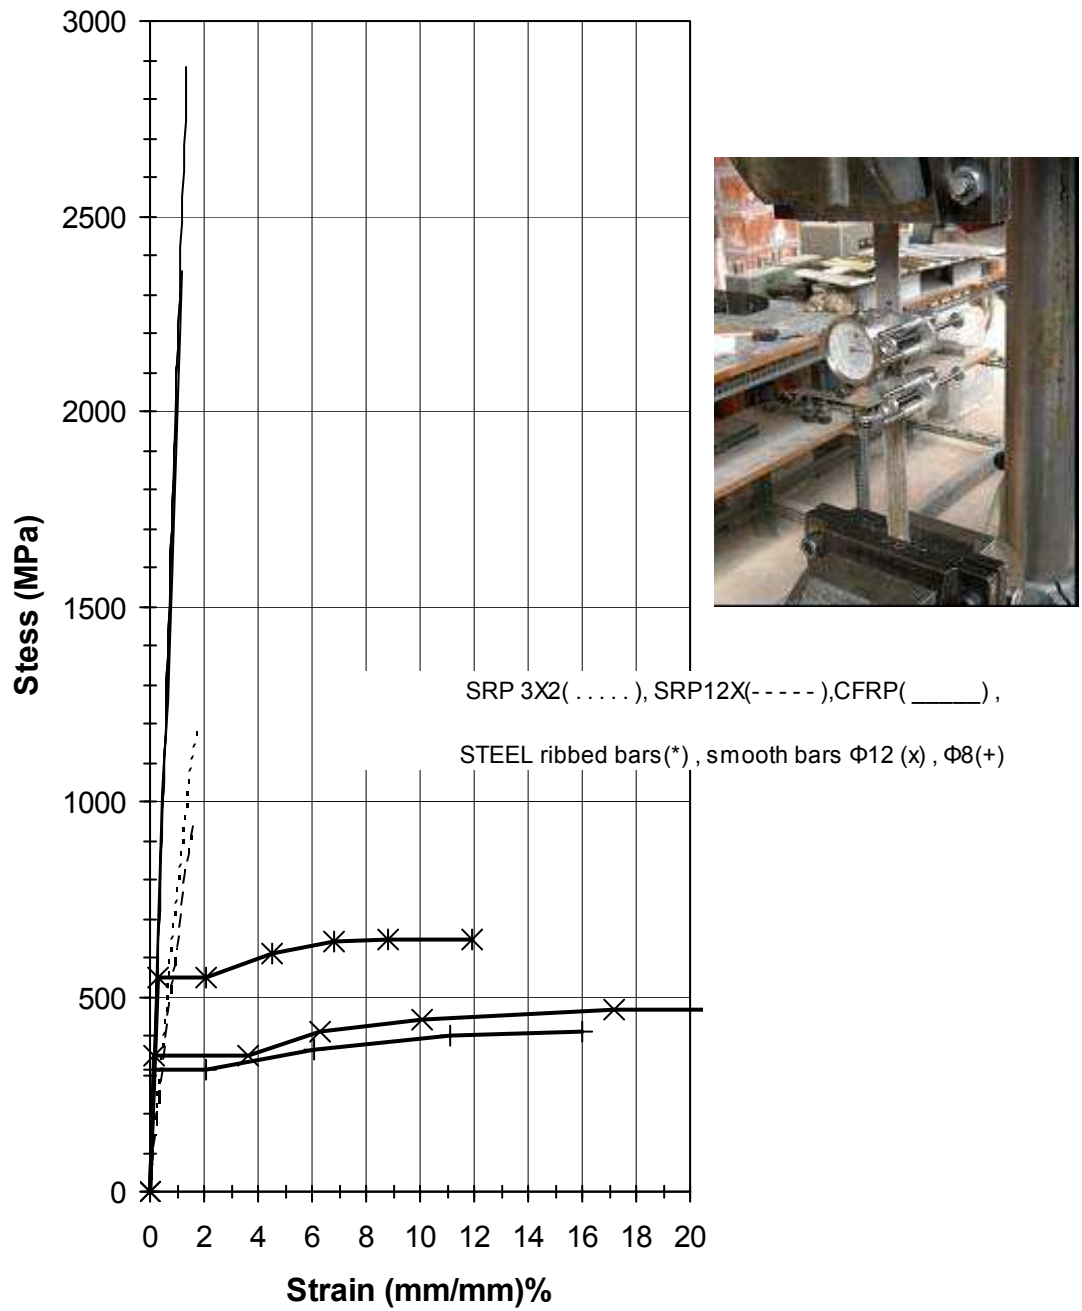 3000
2500
2000
1500
1000
500
0
Stess (MPa)
SRP 3X2( . . . . . ), SRP12X(- - - - - ),CFRP( _____) ,
STEEL ribbed bars(*) , smooth bars Φ12 (x) , Φ8(+)
0 2 4 6 8 10 12 14 16 18 20
Strain (mm/mm)%